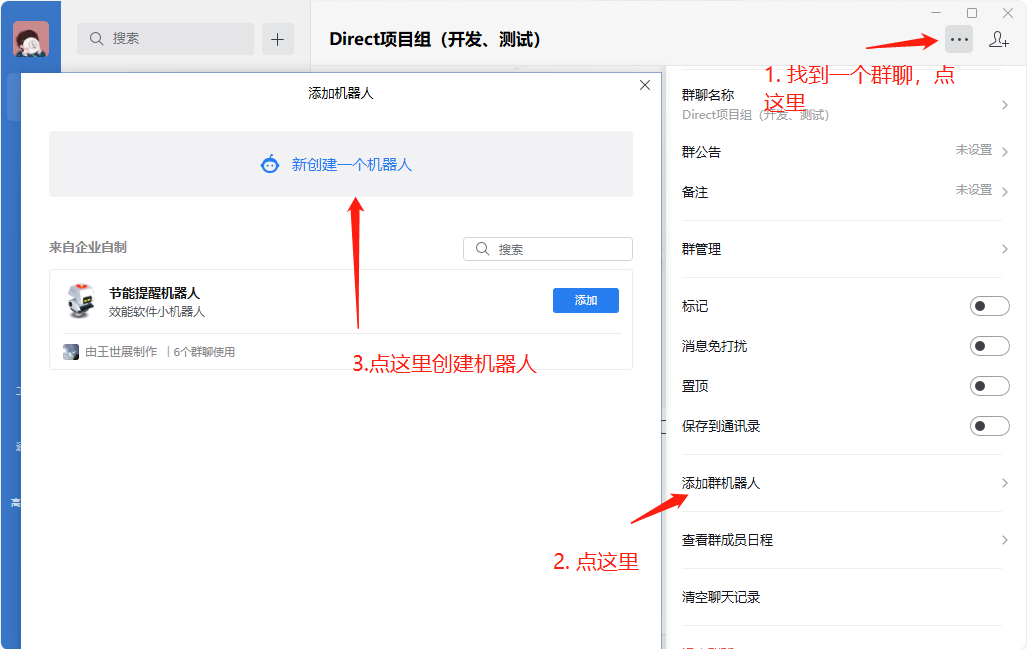 搜索
Direct项目组（开发、测试）
1. 找到一个群聊，点
这里
添加机器人
新创建一个机器人
来自企业自制
搜索
节能提醒机器人
效能软件小机器人
添加
由王世展制作 | 6个群聊使用
3.点这里创建机器人
群聊名称
Direct项目组（开发、测试）
群公告
未设置
备注
未设置
群管理
标记
消息免打扰
置顶
保存到通讯录
添加群机器人
2. 点这里
查看群成员日程
清空聊天记录